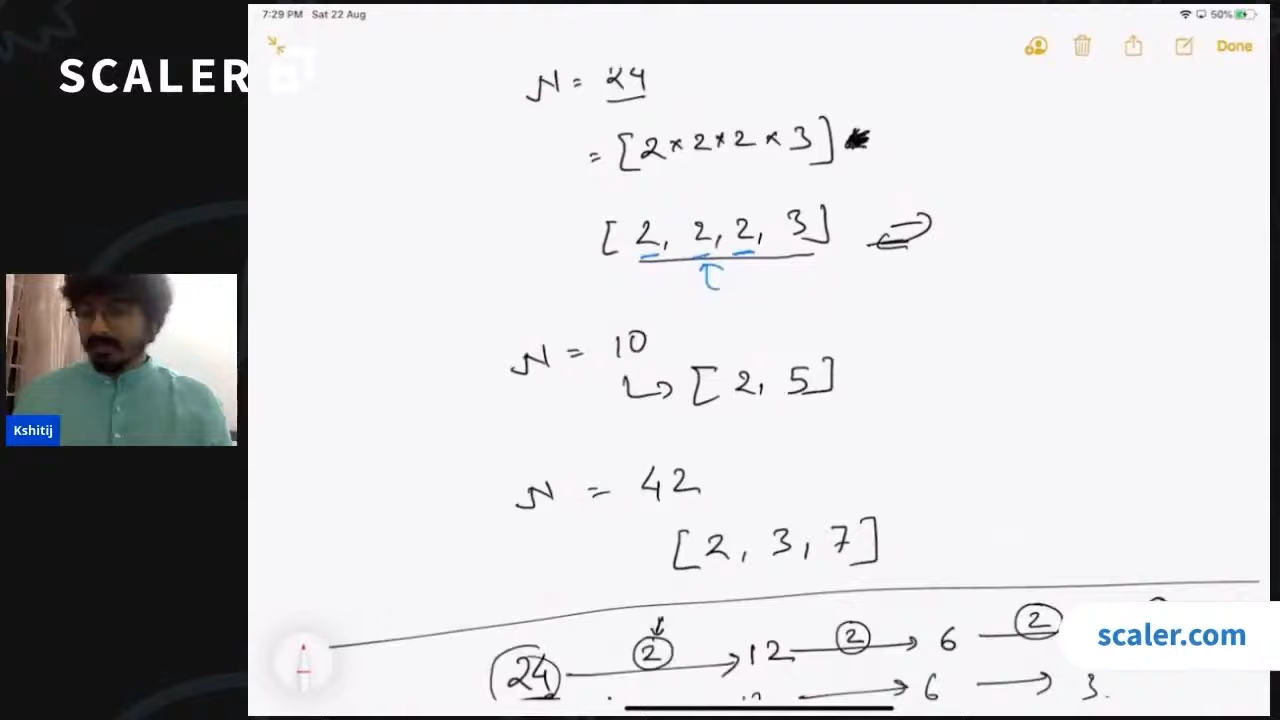 7:29 PM Sat 22 Aug
50%
SCALER
Done
N = 24
= [2 * 2 * 2 * 3]
[2, 2, 2, 3]
N = 10
[2, 5]
Kshitij
N = 42
[2, 3, 7]
24 2 12 2 6 2
scaler.com
6 3